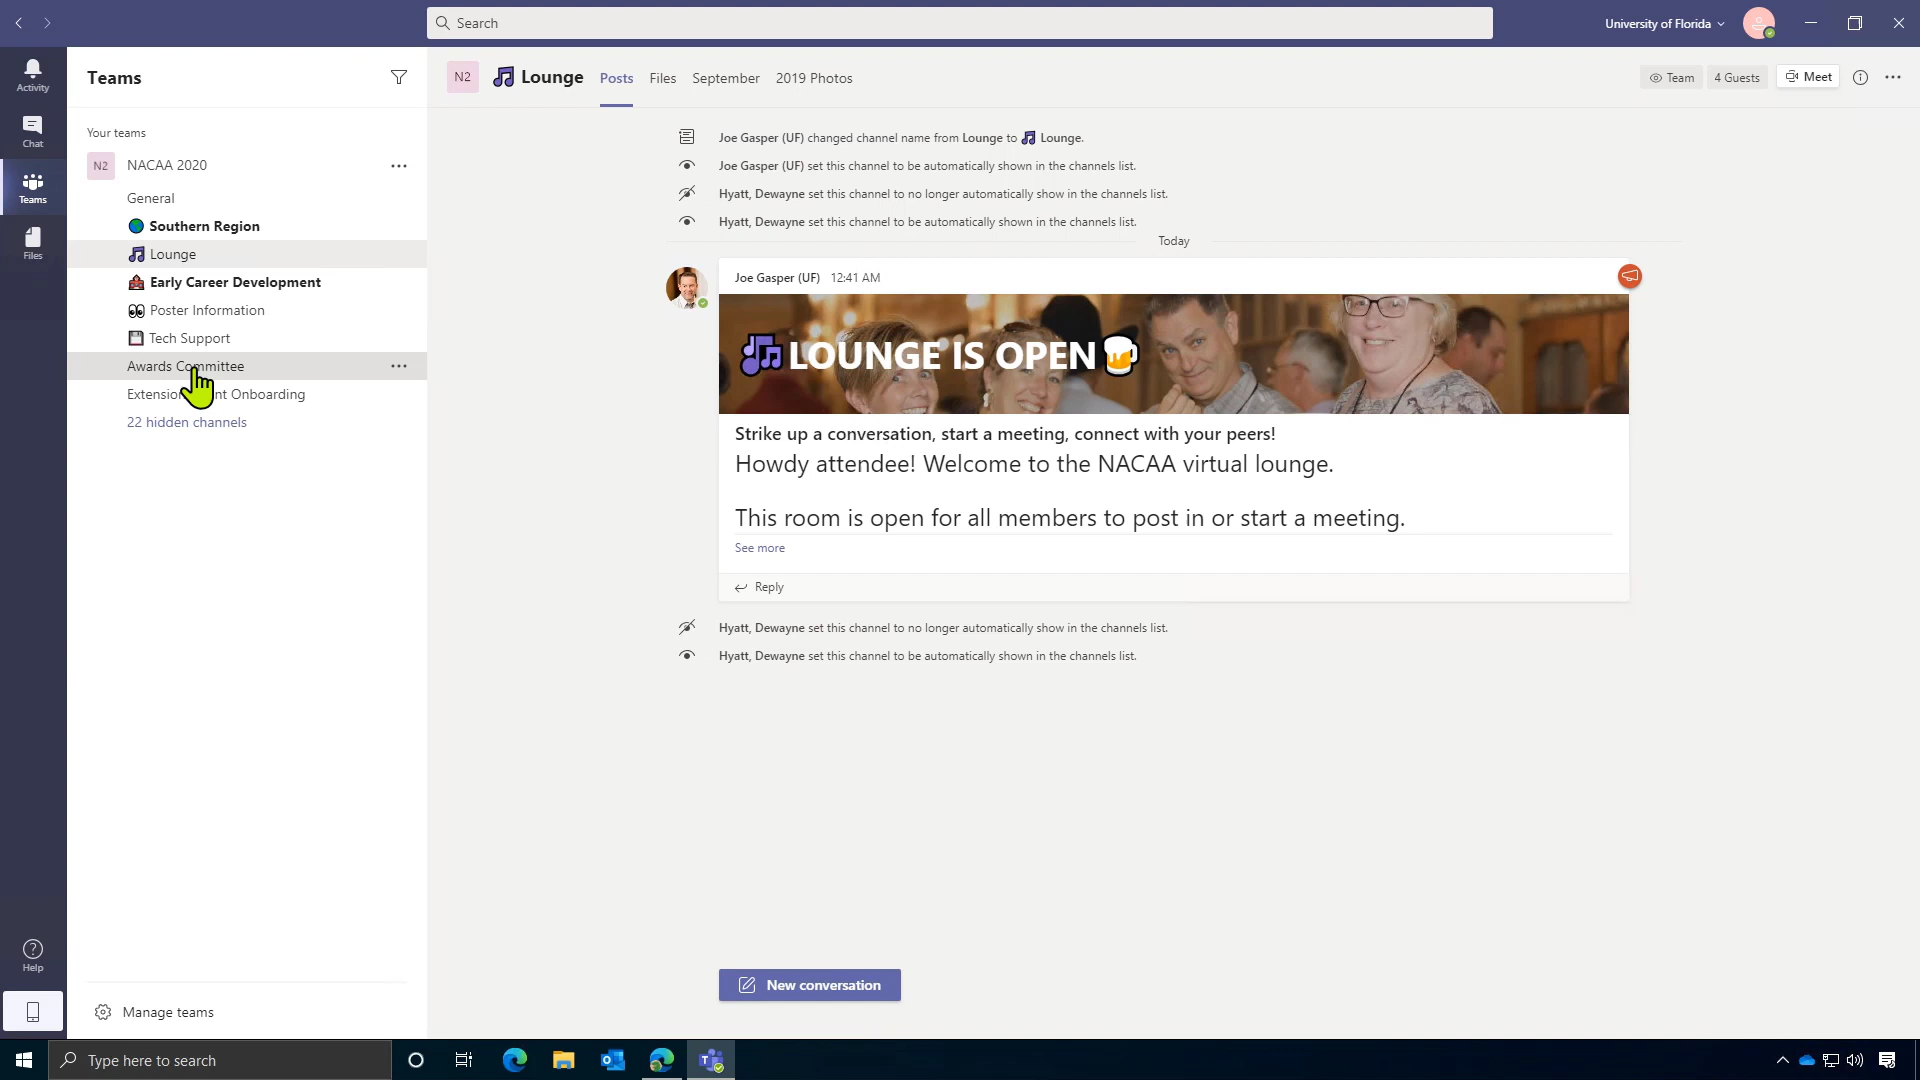 Search
University of Florida
Activity
Chat
Teams
Files
Help
Teams
Your teams
N2 NACAA 2020
General
Southern Region
Lounge
Early Career Development
Poster Information
Tech Support
Awards Committee
Extension Agent Onboarding
22 hidden channels
Manage teams
N2 Lounge Posts Files September 2019 Photos
Team 4 Guests Meet
Joe Gasper (UF) changed channel name from Lounge to Lounge.
Joe Gasper (UF) set this channel to be automatically shown in the channels list.
Hyatt, Dewayne set this channel to no longer automatically show in the channels list.
Hyatt, Dewayne set this channel to be automatically shown in the channels list.
Today
Joe Gasper (UF) 12:41 AM
LOUNGE IS OPEN
Strike up a conversation, start a meeting, connect with your peers!
Howdy attendee! Welcome to the NACAA virtual lounge.
This room is open for all members to post in or start a meeting.
See more
Reply
Hyatt, Dewayne set this channel to no longer automatically show in the channels list.
Hyatt, Dewayne set this channel to be automatically shown in the channels list.
New conversation
Type here to search